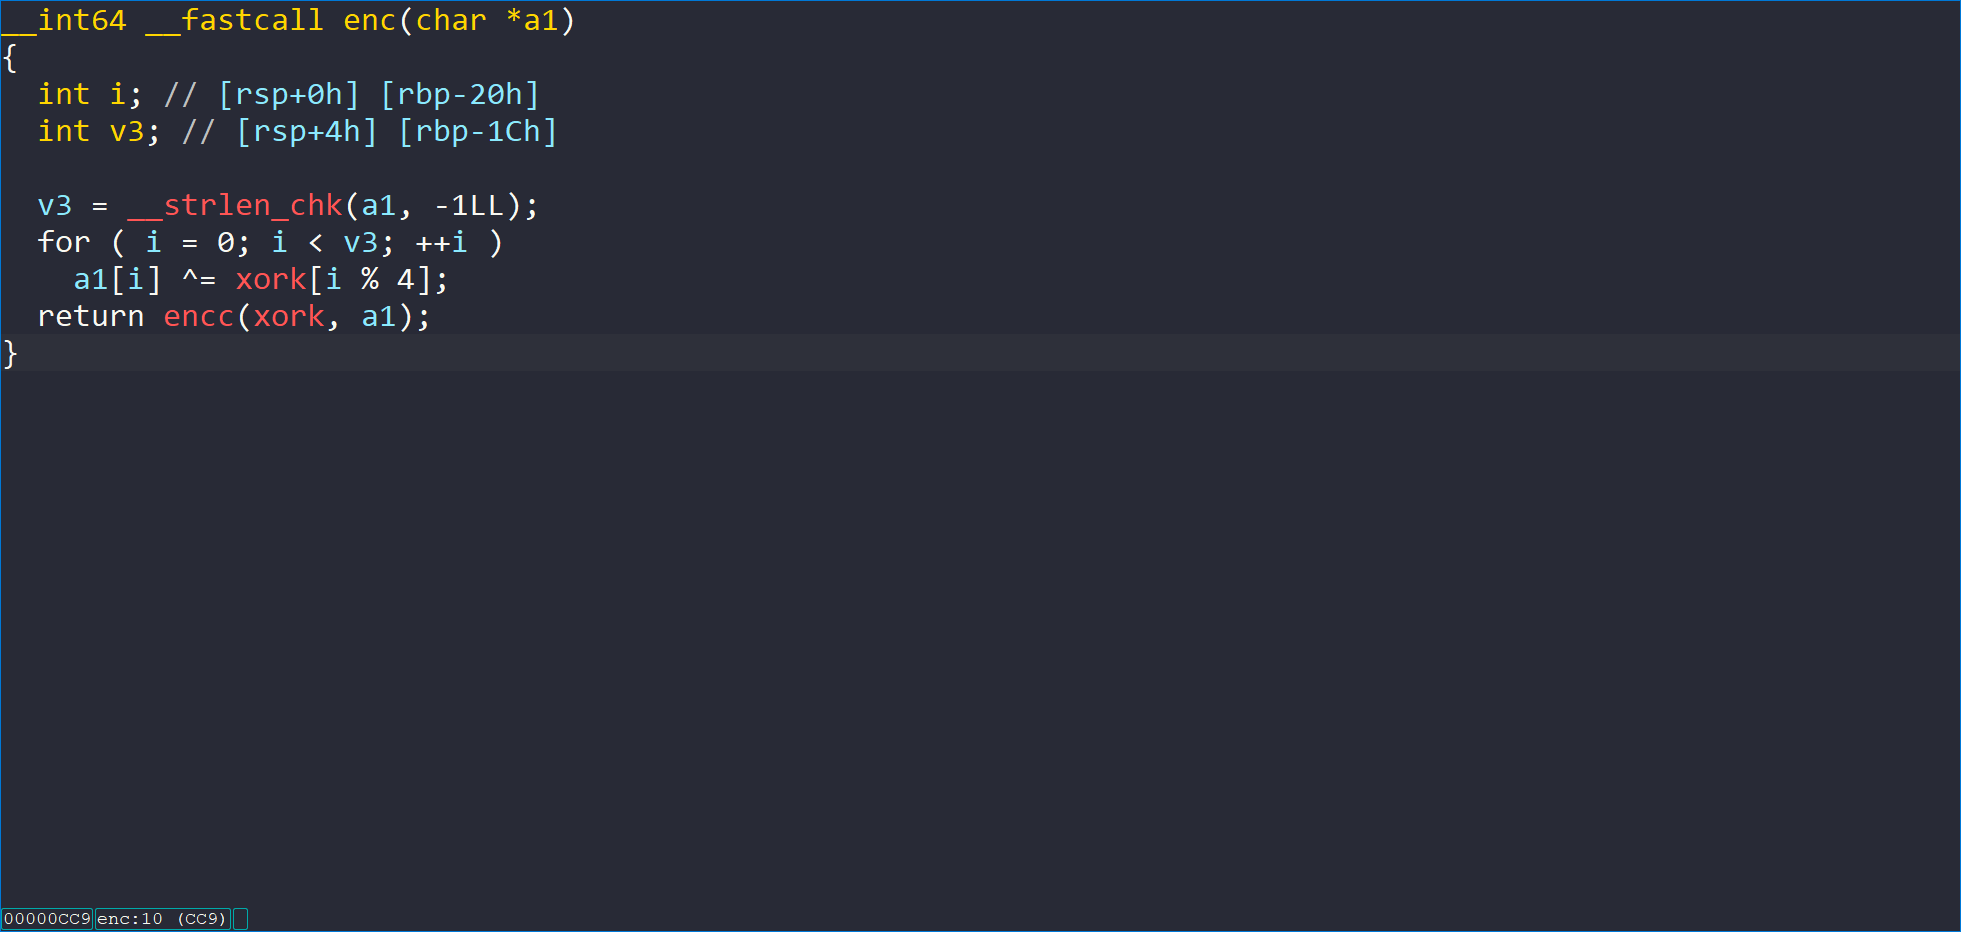 __int64 __fastcall enc(char *a1)
{
  int i; // [rsp+0h] [rbp-20h]
  int v3; // [rsp+4h] [rbp-1Ch]

  v3 = __strlen_chk(a1, -1LL);
  for ( i = 0; i < v3; ++i )
    a1[i] ^= xork[i % 4];
  return encc(xork, a1);
}
00000CC9 enc:10 (CC9)